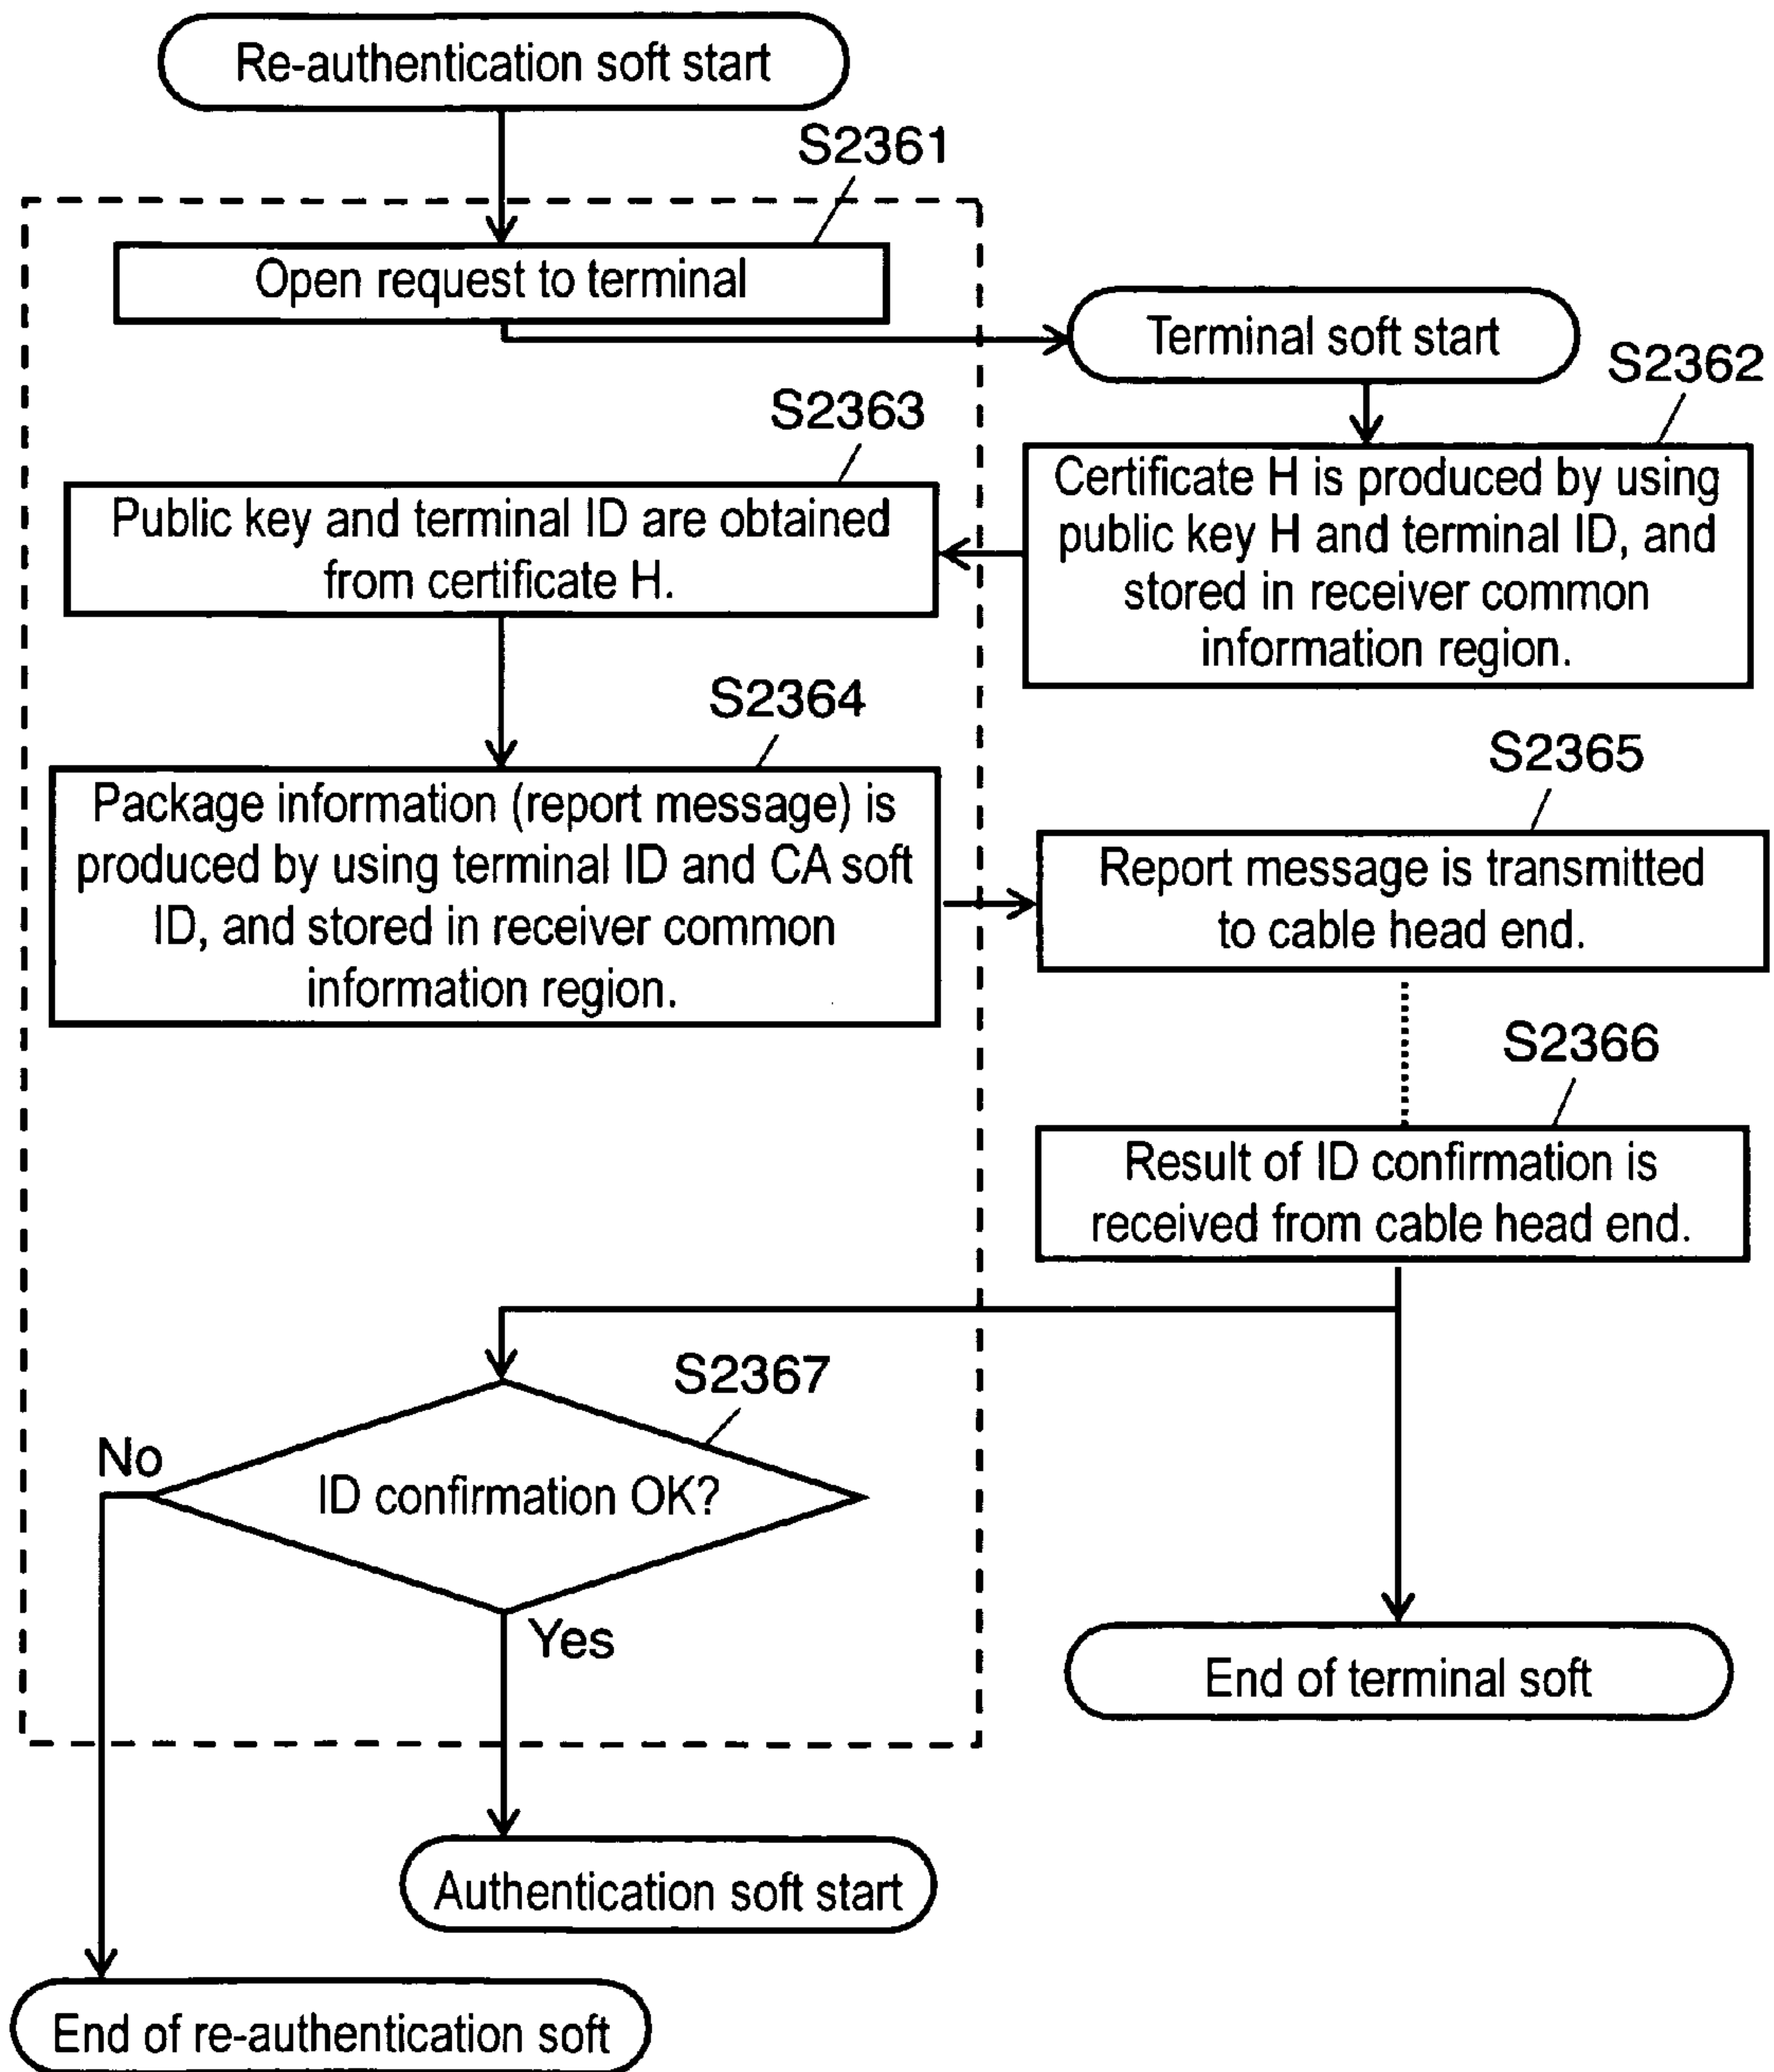 Re-authentication soft start
S2361
Open request to terminal
Terminal soft start
S2362
Certificate H is produced by using
public key H and terminal ID, and
stored in receiver common
information region.
S2363
Public key and terminal ID are obtained
from certificate H.
S2364
Package information (report message) is
produced by using terminal ID and CA soft
ID, and stored in receiver common
information region.
S2365
Report message is transmitted
to cable head end.
S2366
Result of ID confirmation is
received from cable head end.
S2367
ID confirmation OK?
No
Yes
End of terminal soft
Authentication soft start
End of re-authentication soft